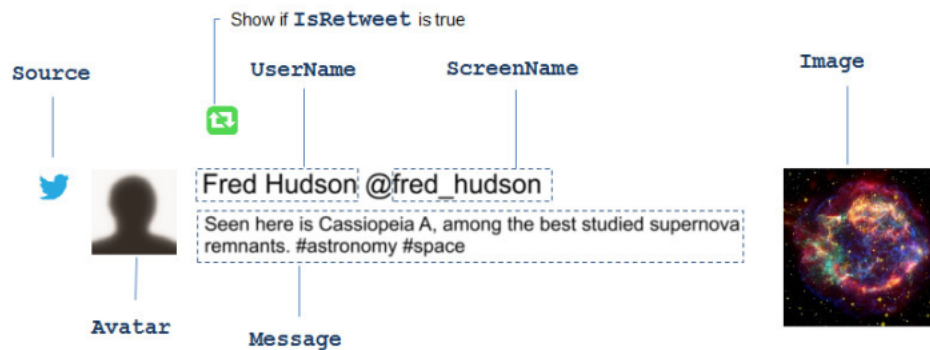 Show if IsRetweet is true
Source
UserName
ScreenName
Image
Fred Hudson @fred_hudson
Seen here is Cassiopeia A, among the best studied supernova
remnants. #astronomy #space
Avatar
Message